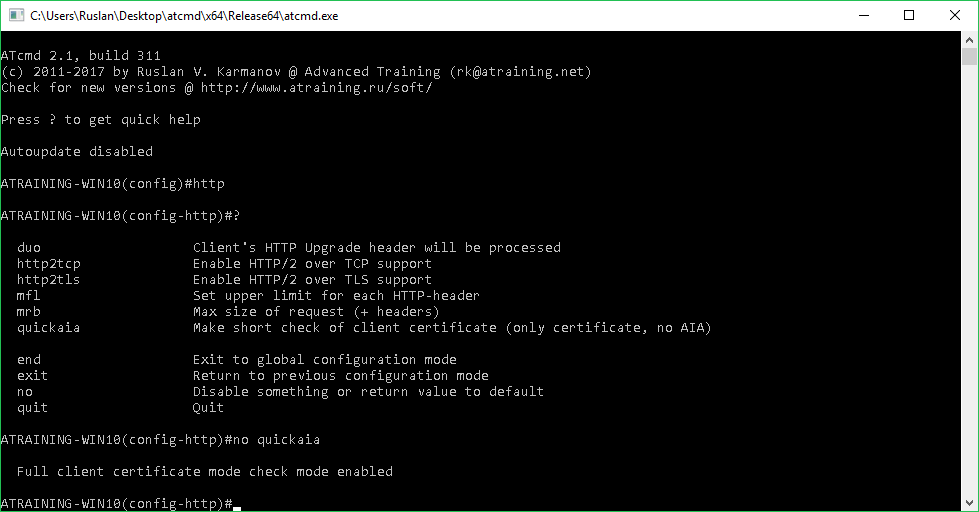 C:\Users\Ruslan\Desktop\atcmd\x64\Release64\atcmd.exe
ATcmd 2.1, build 311
(c) 2011-2017 by Ruslan V. Karmanov @ Advanced Training (rk@atraining.net)
Check for new versions @ http://www.atraining.ru/soft/
Press ? to get quick help
Autoupdate disabled
ATRAINING-WIN10(config)#http
ATRAINING-WIN10(config-http)#?
duo Client's HTTP Upgrade header will be processed
http2tcp Enable HTTP/2 over TCP support
http2tls Enable HTTP/2 over TLS support
mfl Set upper limit for each HTTP-header
mrb Max size of request (+ headers)
quickaia Make short check of client certificate (only certificate, no AIA)
end Exit to global configuration mode
exit Return to previous configuration mode
no Disable something or return value to default
quit Quit
ATRAINING-WIN10(config-http)#no quickaia
Full client certificate mode check mode enabled
ATRAINING-WIN10(config-http)#